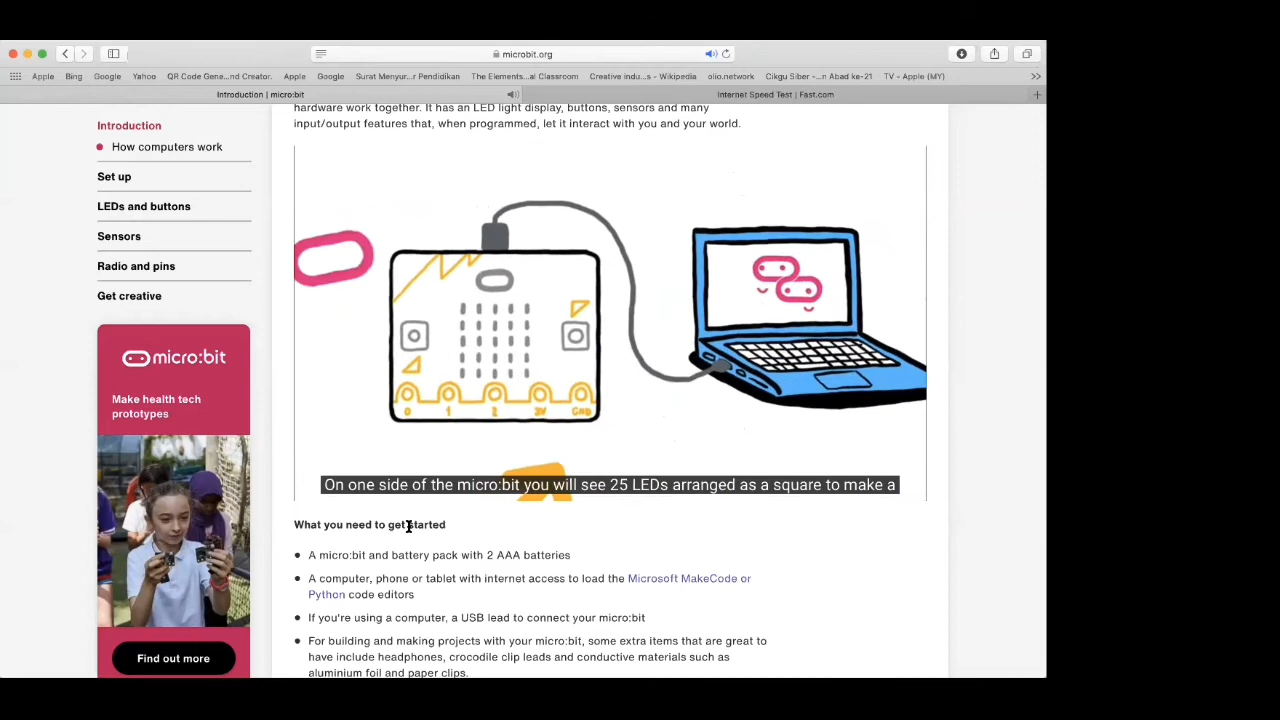 microbit.org
Apple
Bing
Google
Yahoo
QR Code Gene...nd Creator.
Apple
Google
Surat Menyur...r Pendidikan
The Elements...al Classroom
Creative indu...s - Wikipedia
olio.network
Cikgu Siber -...n Abad ke-21
TV - Apple (MY)
Introduction | micro:bit
Internet Speed Test | Fast.com
hardware work together. It has an LED light display, buttons, sensors and many
input/output features that, when programmed, let it interact with you and your world.
Introduction
How computers work
Set up
LEDs and buttons
Sensors
Radio and pins
Get creative
micro:bit
Make health tech
prototypes
Find out more
0 1 2 3V GND
On one side of the micro:bit you will see 25 LEDs arranged as a square to make a
What you need to get started
A micro:bit and battery pack with 2 AAA batteries
A computer, phone or tablet with internet access to load the Microsoft MakeCode or
Python code editors
If you're using a computer, a USB lead to connect your micro:bit
For building and making projects with your micro:bit, some extra items that are great to
have include headphones, crocodile clip leads and conductive materials such as
aluminium foil and paper clips.